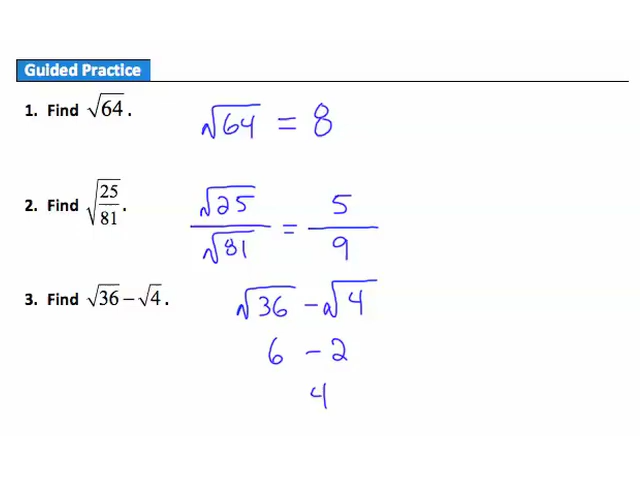 Guided Practice
1. Find √64. √64 = 8
2. Find √(25/81). √25/√81 = 5/9
3. Find √36 – √4. √36 – √4
6 – 2
4